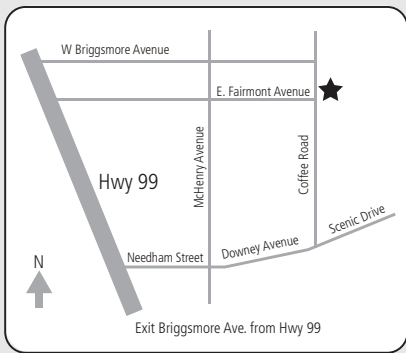 W Briggsmore Avenue
E. Fairmont Avenue
McHenry Avenue
Coffee Road
Hwy 99
Scenic Drive
Downey Avenue
Needham Street
N
Exit Briggsmore Ave. from Hwy 99